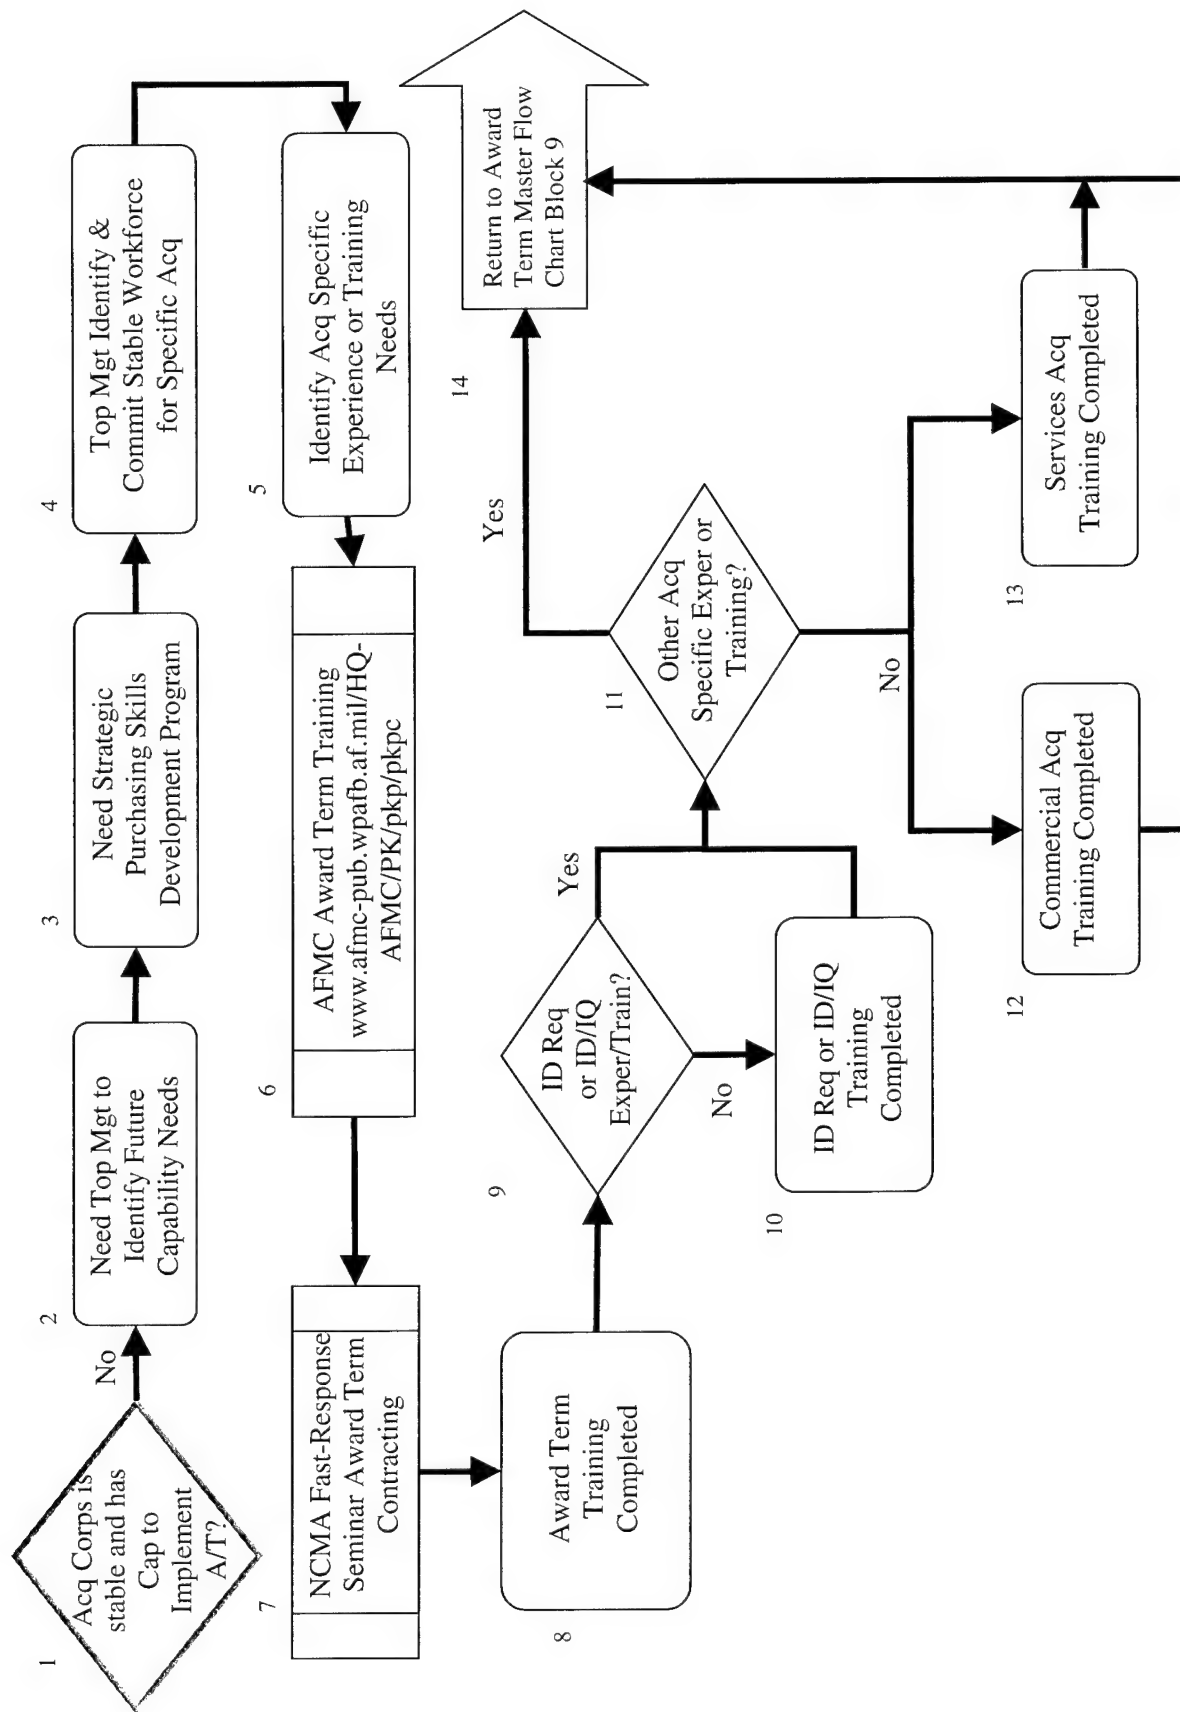 1
Acq Corps is
stable and has
Cap to
Implement
A/T?
No
2
Need Top Mgt to
Identify Future
Capability Needs
3
Need Strategic
Purchasing Skills
Development Program
4
Top Mgt Identify &
Commit Stable Workforce
for Specific Acq
5
Identify Acq Specific
Experience or Training
Needs
6
AFMC Award Term Training
www.afmc-pub.wpafb.af.mil/HQ-
AFMC/PK/pkp/pkpc
7
NCMA Fast-Response
Seminar Award Term
Contracting
8
Award Term
Training
Completed
9
ID Req
or ID/IQ
Exper/Train?
Yes
No
10
ID Req or ID/IQ
Training
Completed
11
Other Acq
Specific Exper or
Training?
Yes
No
12
Commercial Acq
Training Completed
13
Services Acq
Training Completed
14
Return to Award
Term Master Flow
Chart Block 9